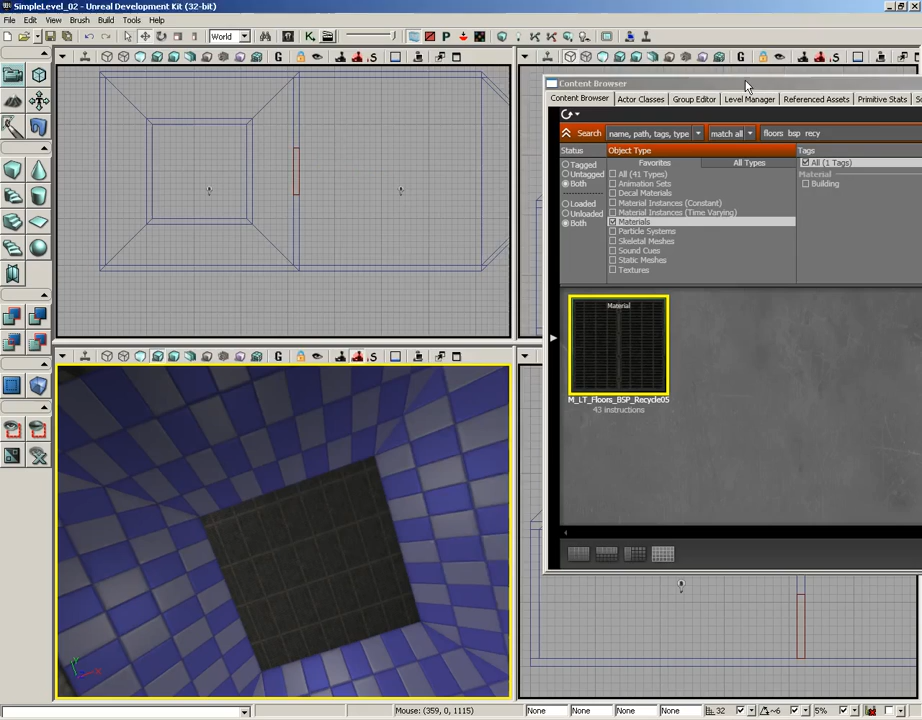 SimpleLevel_02 - Unreal Development Kit (32-bit)
File Edit View Brush Build Tools Help
World
Content Browser
Content Browser Actor Classes Group Editor Level Manager Referenced Assets Primitive Stats
Search name, path, tags, type match all floors bsp recy
Status Object Type Tags
Tagged Favorites All Types All (1 Tags)
Untagged All (41 Types) Material
Both Animation Sets Building
Decal Materials
Loaded Material Instances (Constant)
Unloaded Material Instances (Time Varying)
Both Materials
Particle Systems
Skeletal Meshes
Sound Cues
Static Meshes
Textures
Material
M_LT_Floors_BSP_Recycle05
43 instructions
Mouse: (359, 0, 1115) None None None None 32 ~6 5%